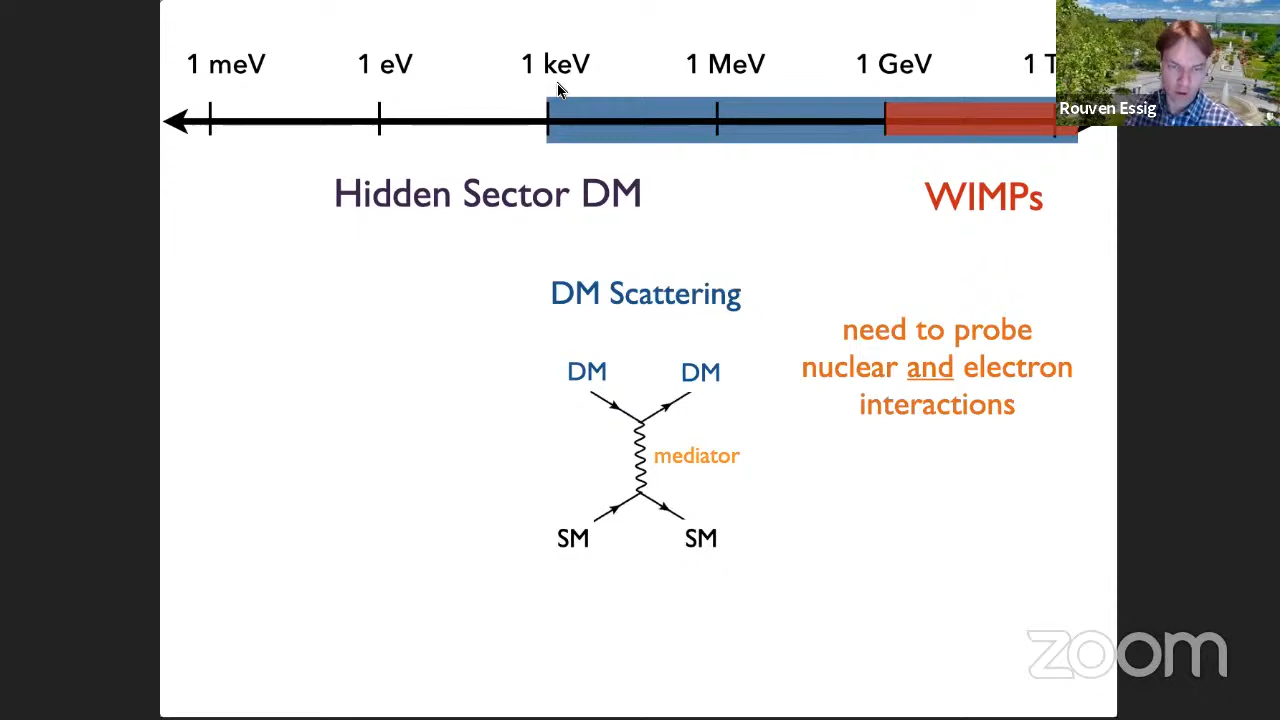 1 meV 1 eV 1 keV 1 MeV 1 GeV 1 T
Rouven Essig
Hidden Sector DM WIMPs
DM Scattering
need to probe
nuclear and electron
interactions
DM DM
mediator
SM SM
zoom